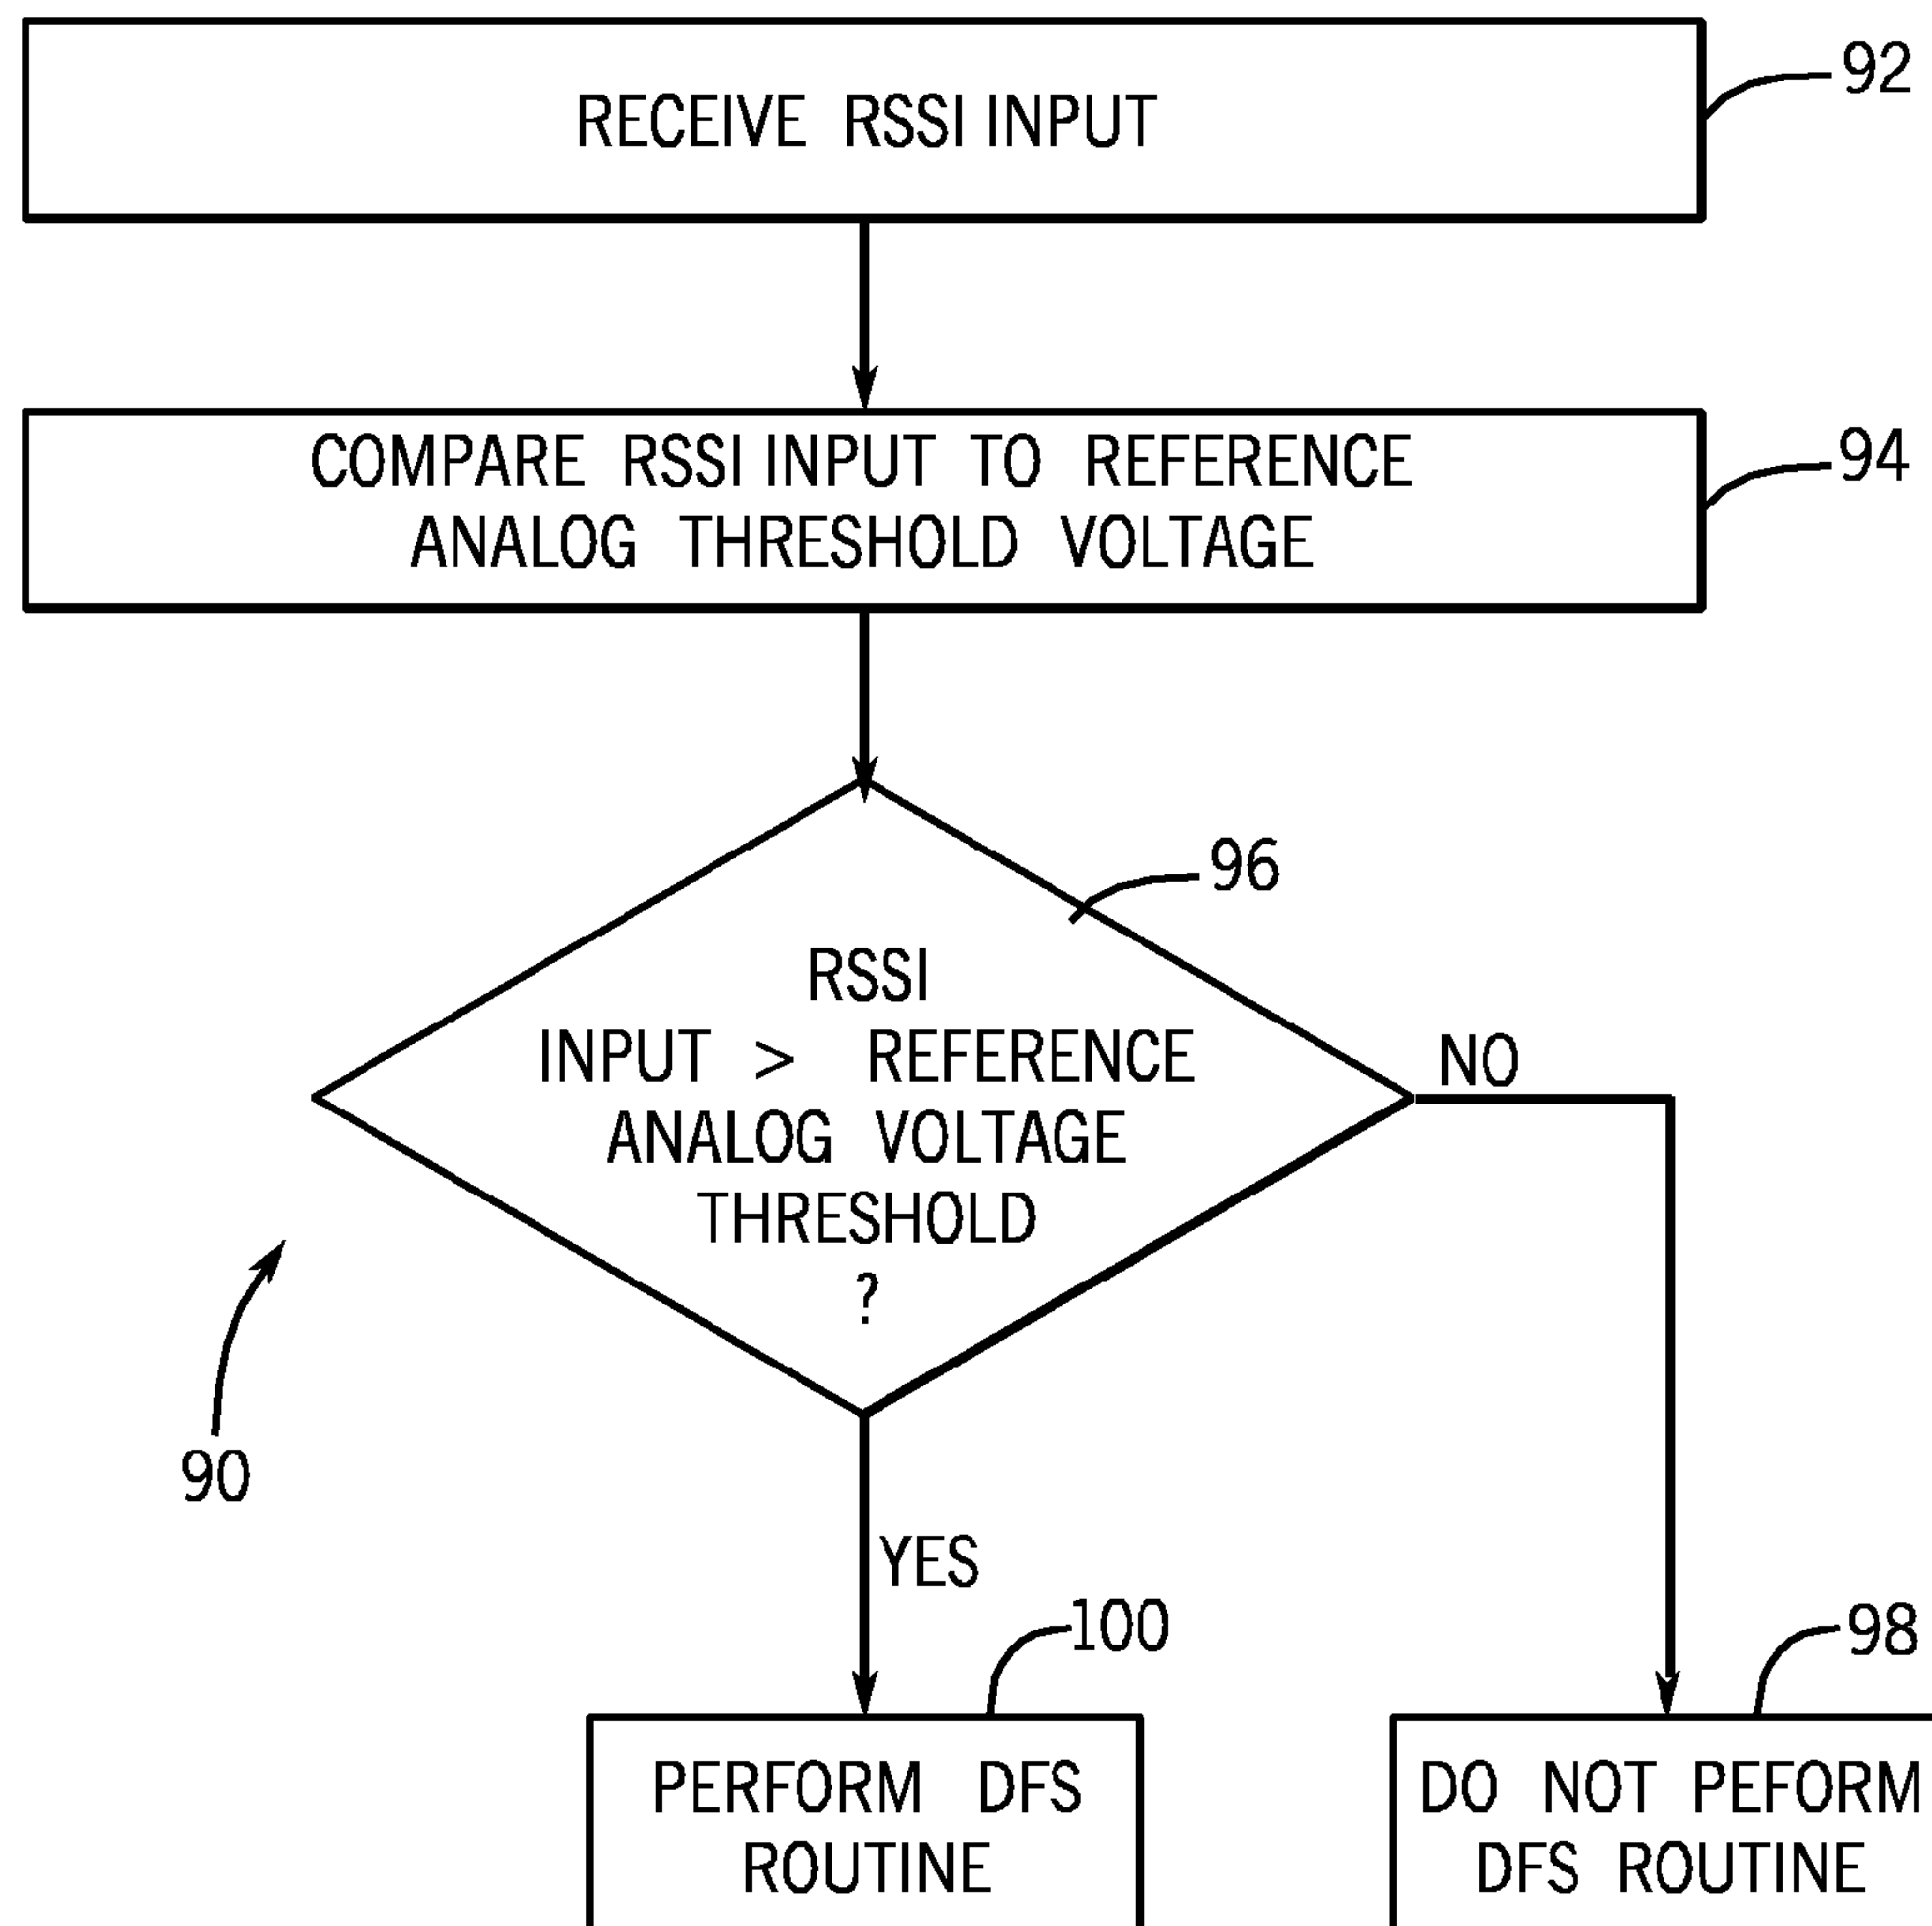 RECEIVE RSSI INPUT
92
COMPARE RSSI INPUT TO REFERENCE
ANALOG THRESHOLD VOLTAGE
94
96
RSSI
INPUT > REFERENCE
ANALOG VOLTAGE
THRESHOLD
?
NO
90
YES
100
98
PERFORM DFS
ROUTINE
DO NOT PEFORM
DFS ROUTINE